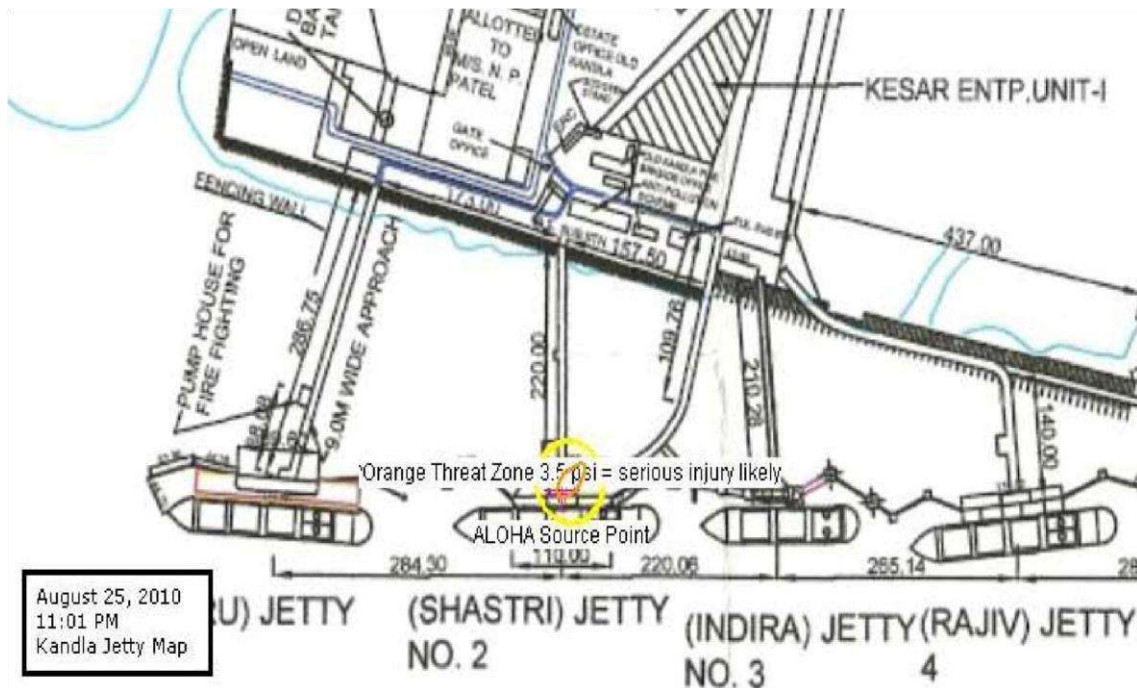 ALLOTTED
TO
M/S. N. P.
PATEL
OPEN LAND
ESTATE
OFFICE OLD
KANDLA
KESAR ENTP.UNIT-I
GATE
OFFICE
FENCING WALL
173.00
157.50
437.00
PUMP HOUSE FOR
FIRE FIGHTING
286.75
9.0M WIDE APPROACH
220.00
109.76
210.28
140.00
Orange Threat Zone 3.5 psi = serious injury likely
ALOHA Source Point
110.00
284.30
220.06
265.14
28
August 25, 2010
11:01 PM
Kandla Jetty Map
RU) JETTY
(SHASTRI) JETTY
NO. 2
(INDIRA) JETTY
NO. 3
(RAJIV) JETTY
4